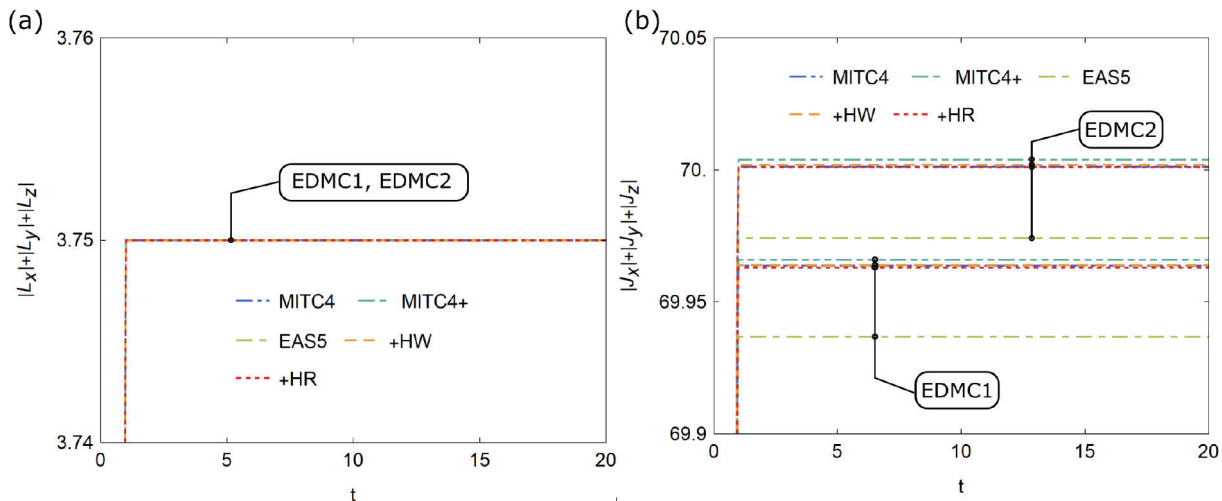 (a)
3.76
3.75
3.74
|Lx|+|Ly|+|Lz|
EDMC1, EDMC2
MITC4 MITC4+
EAS5 +HW
+HR
0 5 10 15 20
t
(b)
70.05
70.
69.95
69.9
|Jx|+|Jy|+|Jz|
MITC4 MITC4+ EAS5
+HW +HR
EDMC2
EDMC1
0 5 10 15 20
t